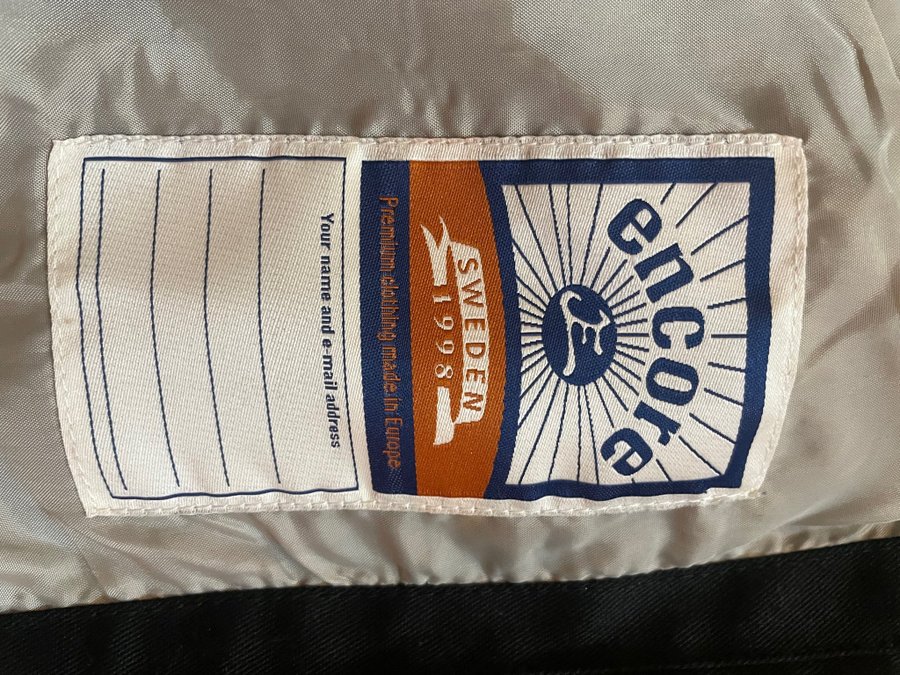 encore
E
SWEDEN
1998
Premium clothing made in Europe
Your name and e-mail address